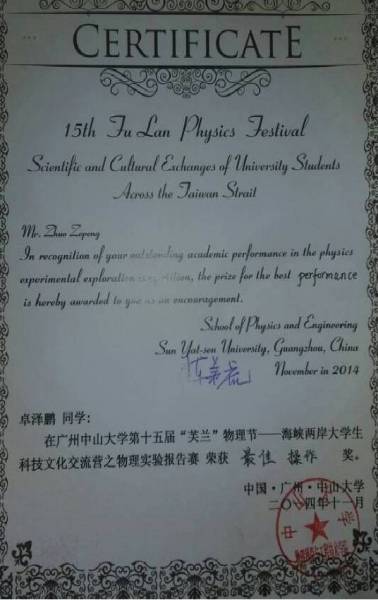 CERTIFICATE
15th Fu Lan Physics Festival
Scientific and Cultural Exchanges of University Students
Across the Taiwan Strait
Mr. Zhuo Zepeng
In recognition of your outstanding academic performance in the physics
experimental exploration the prize for the best performance
is hereby awarded to you as an encouragement.
School of Physics and Engineering
Sun Yat-sen University, Guangzhou, China
November in 2014
卓泽鹏 同学:
在广州中山大学第十五届“芙兰”物理节——海峡两岸大学生
科技文化交流营之物理实验报告赛 荣获 最佳 操作 奖。
中国·广州·中山大学
二〇一四年十一月